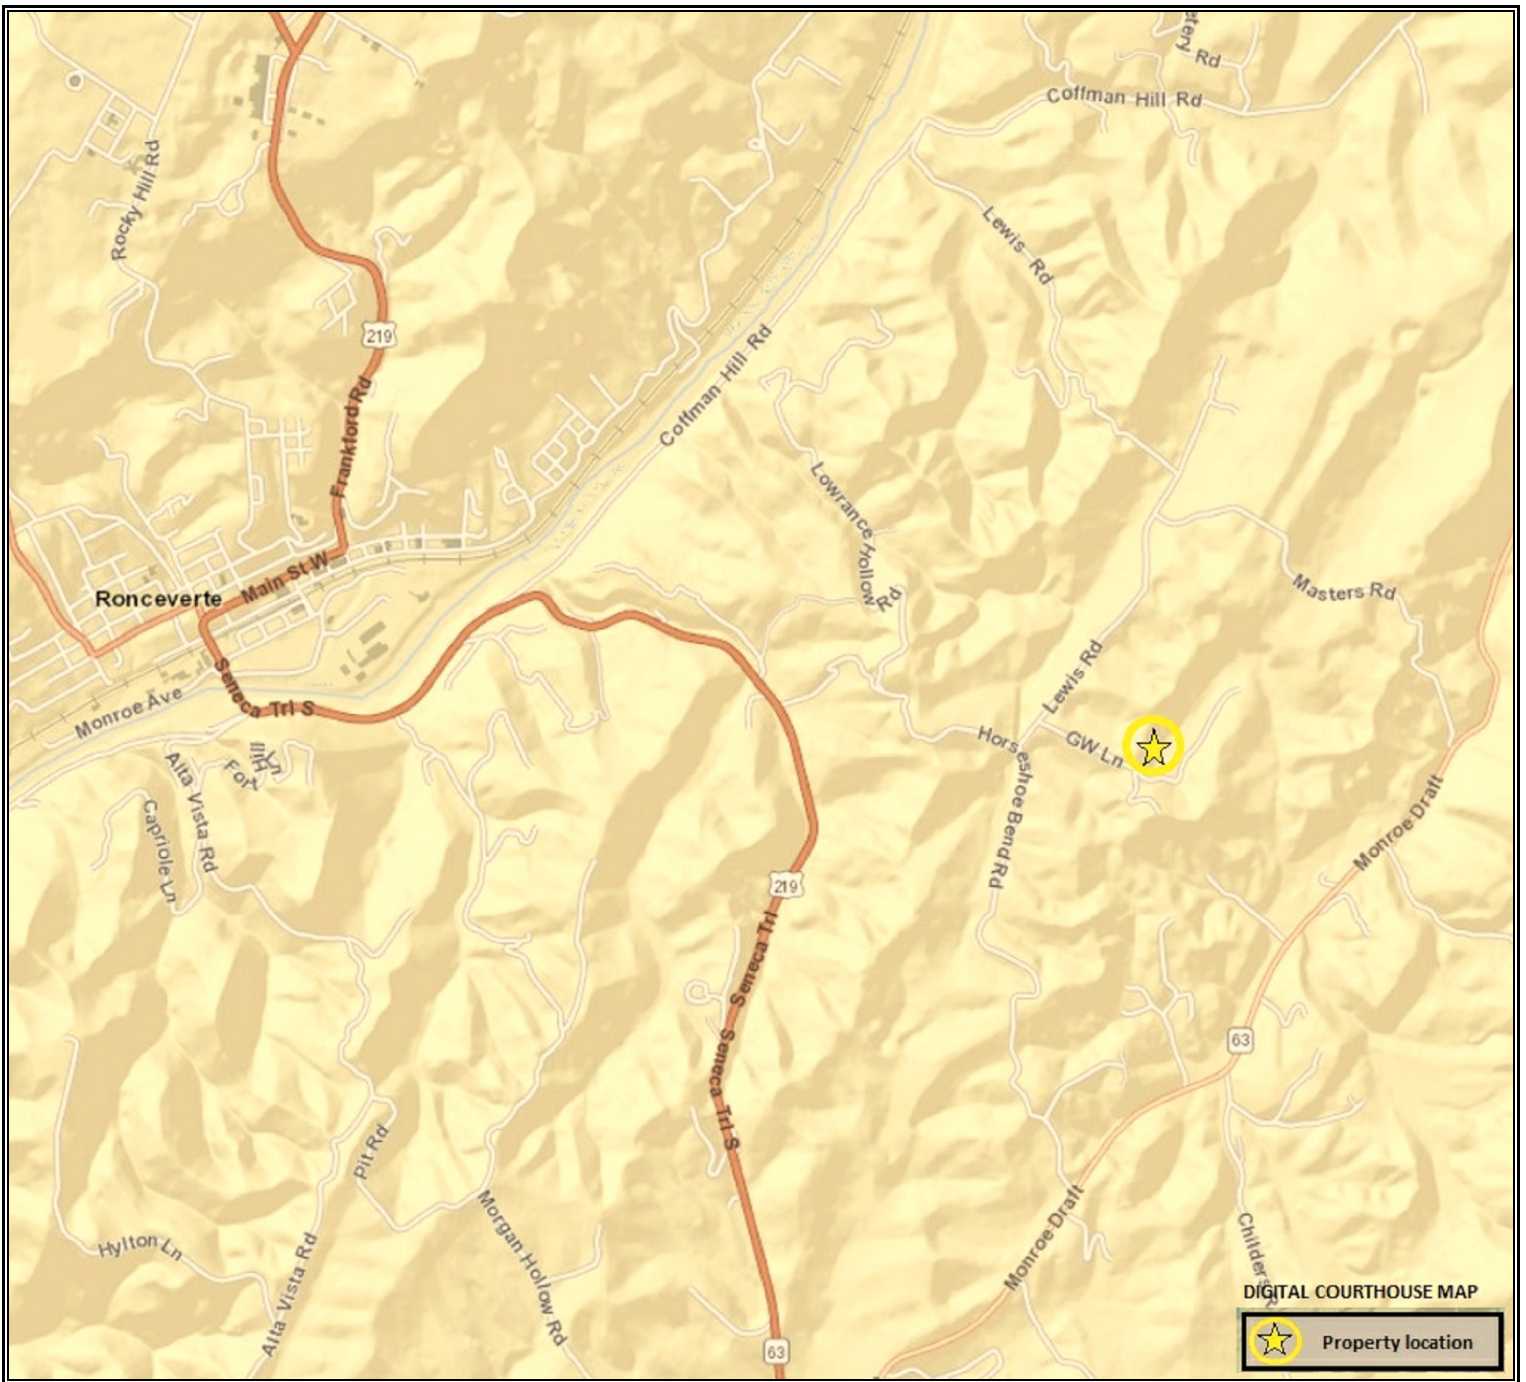 etery Rd
Coffman Hill Rd
Rocky Hill Rd
Lewis Rd
219
Coffman Hill Rd
Frankford Rd
Lowrance Hollow Rd
Main St W
Ronceverte
Masters Rd
Seneca Trl S
Monroe Ave
Lewis Rd
GW Ln
Horseshoe Bend Rd
Fort Hill Ln
Alta Vista Rd
Capriole Ln
Monroe Draft
219
Seneca Trl
Seneca Trl S
63
Pit Rd
Morgan Hollow Rd
Hylton Ln
Alta Vista Rd
Monroe Draft
Childers R
63
DIGITAL COURTHOUSE MAP
Property location